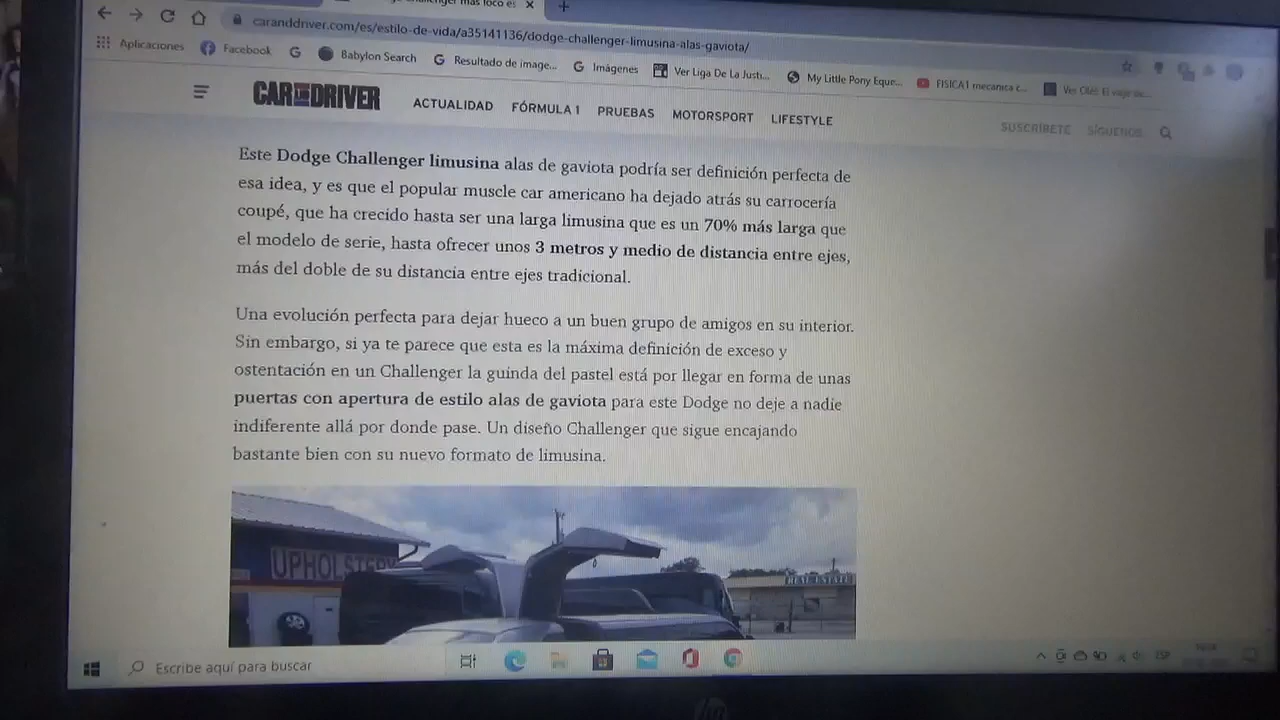 caranddriver.com/es/estilo-de-vida/a35141136/dodge-challenger-limusina-alas-gaviota/
Aplicaciones Facebook Babylon Search Resultado de image... Imágenes Ver Liga De La Justi... My Little Pony Eque... FISICA1 mecánica c...
CAR AND DRIVER ACTUALIDAD FÓRMULA 1 PRUEBAS MOTORSPORT LIFESTYLE SUSCRÍBETE SÍGUENOS
Este Dodge Challenger limusina alas de gaviota podría ser definición perfecta de
esa idea, y es que el popular muscle car americano ha dejado atrás su carrocería
coupé, que ha crecido hasta ser una larga limusina que es un 70% más larga que
el modelo de serie, hasta ofrecer unos 3 metros y medio de distancia entre ejes,
más del doble de su distancia entre ejes tradicional.
Una evolución perfecta para dejar hueco a un buen grupo de amigos en su interior.
Sin embargo, si ya te parece que esta es la máxima definición de exceso y
ostentación en un Challenger la guinda del pastel está por llegar en forma de unas
puertas con apertura de estilo alas de gaviota para este Dodge no deje a nadie
indiferente allá por donde pase. Un diseño Challenger que sigue encajando
bastante bien con su nuevo formato de limusina.
UPHOLSTERY
Escribe aquí para buscar
ESP
hp